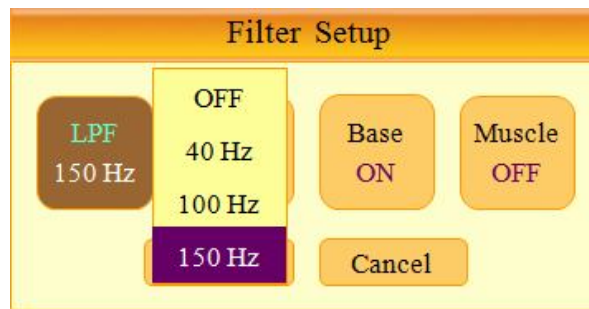 Filter Setup
LPF
150 Hz
OFF
40 Hz
100 Hz
150 Hz
Base
ON
Muscle
OFF
Cancel